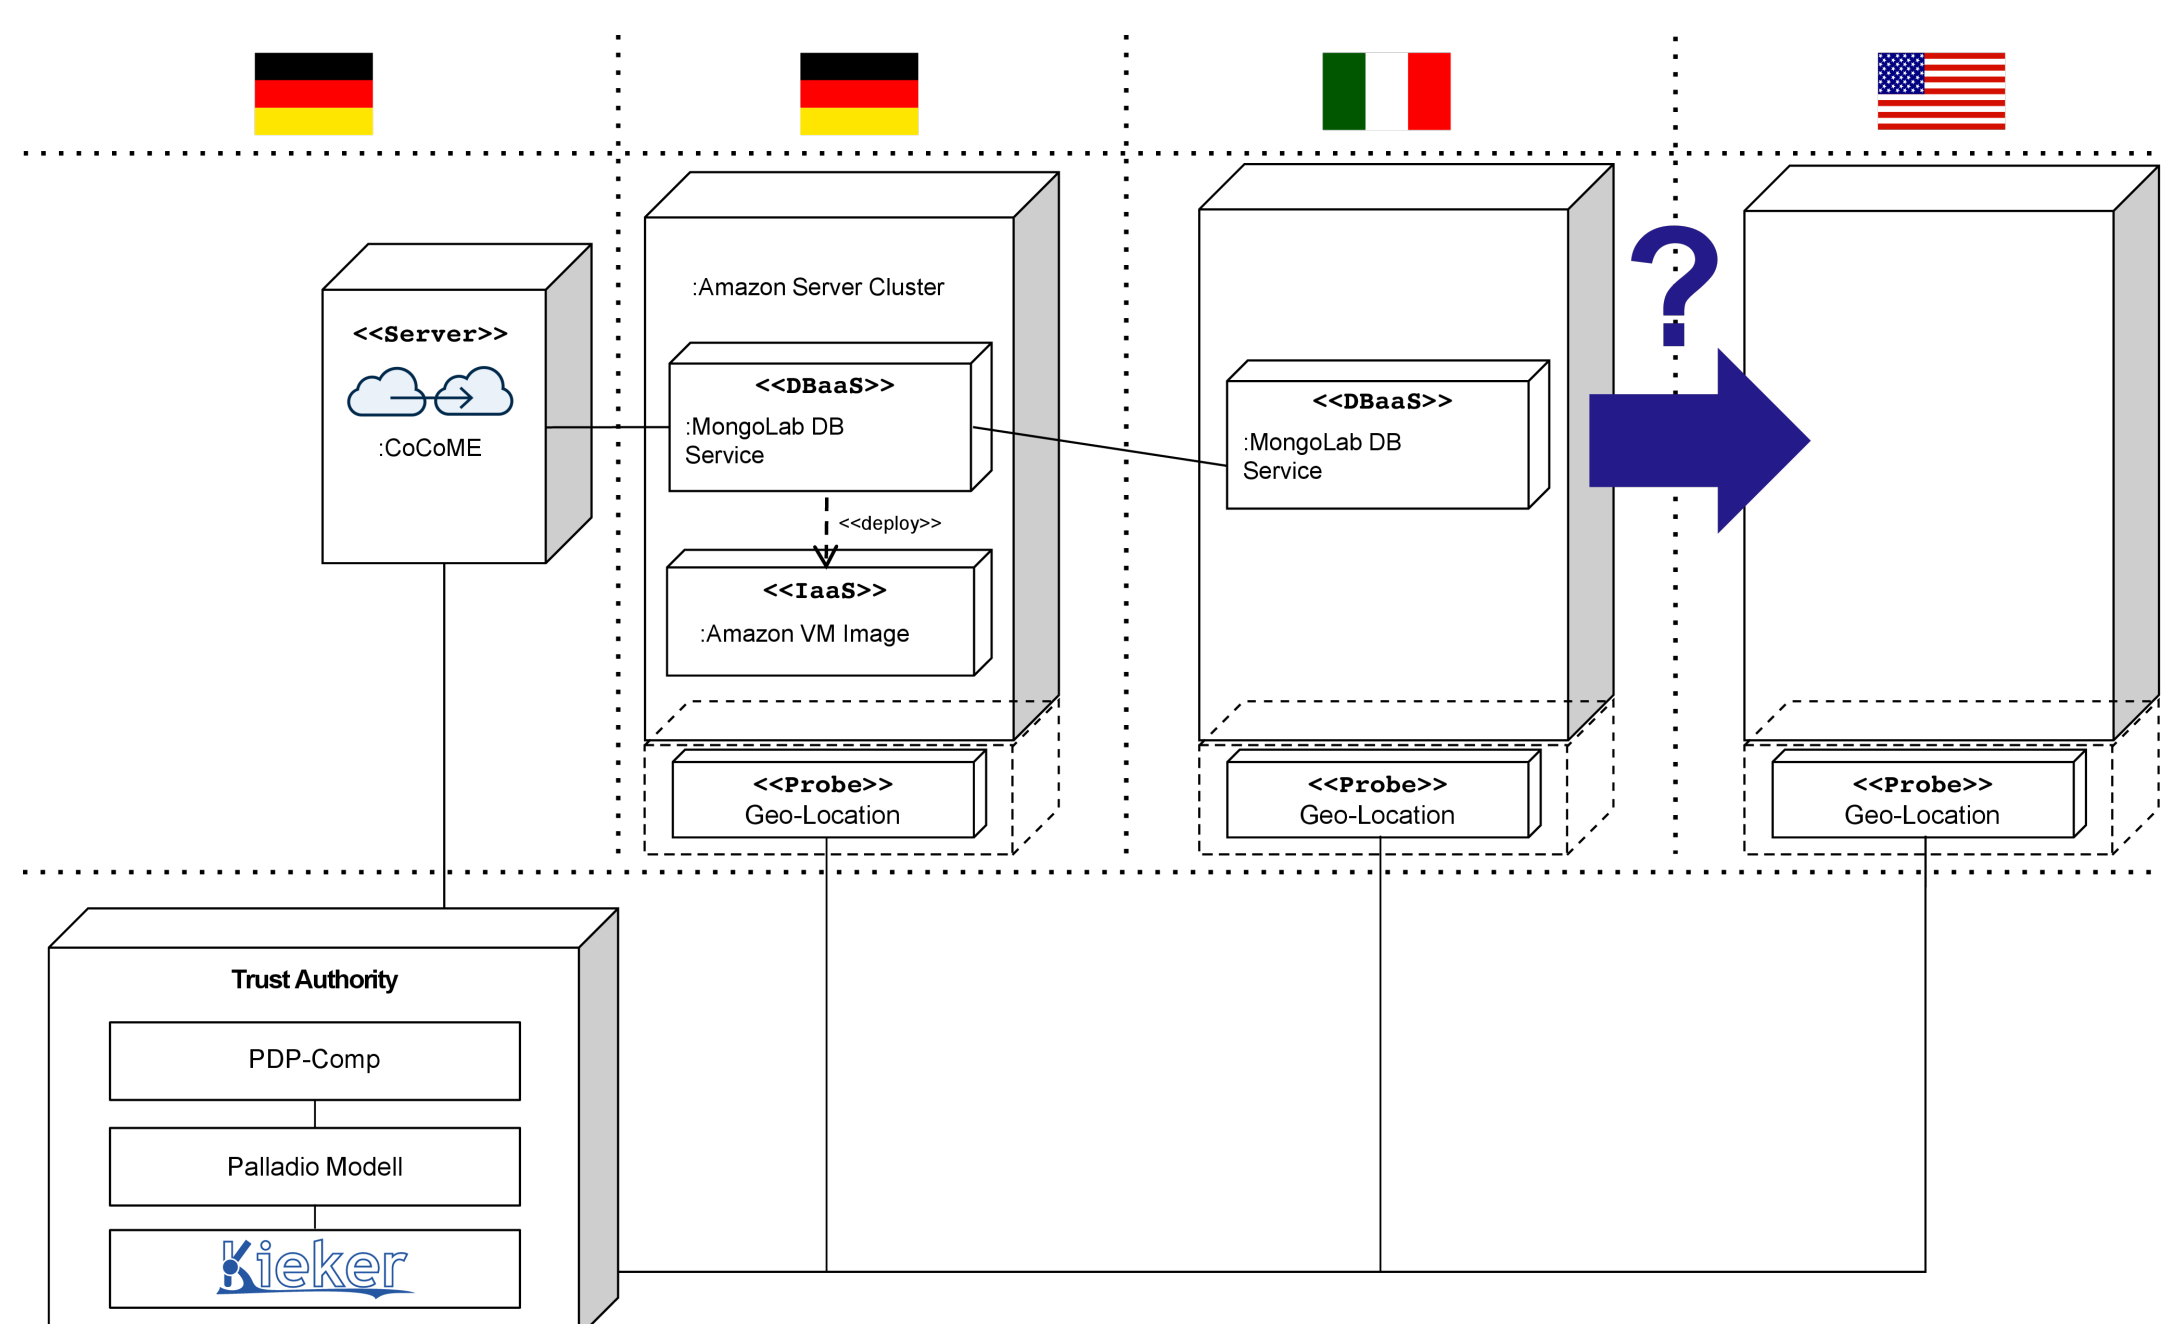 ?
:Amazon Server Cluster
<<Server>>
:CoCoME
<<DBaaS>>
:MongoLab DB
Service
<<DBaaS>>
:MongoLab DB
Service
<<deploy>>
<<IaaS>>
:Amazon VM Image
<<Probe>>
Geo-Location
<<Probe>>
Geo-Location
<<Probe>>
Geo-Location
Trust Authority
PDP-Comp
Palladio Modell
Kieker